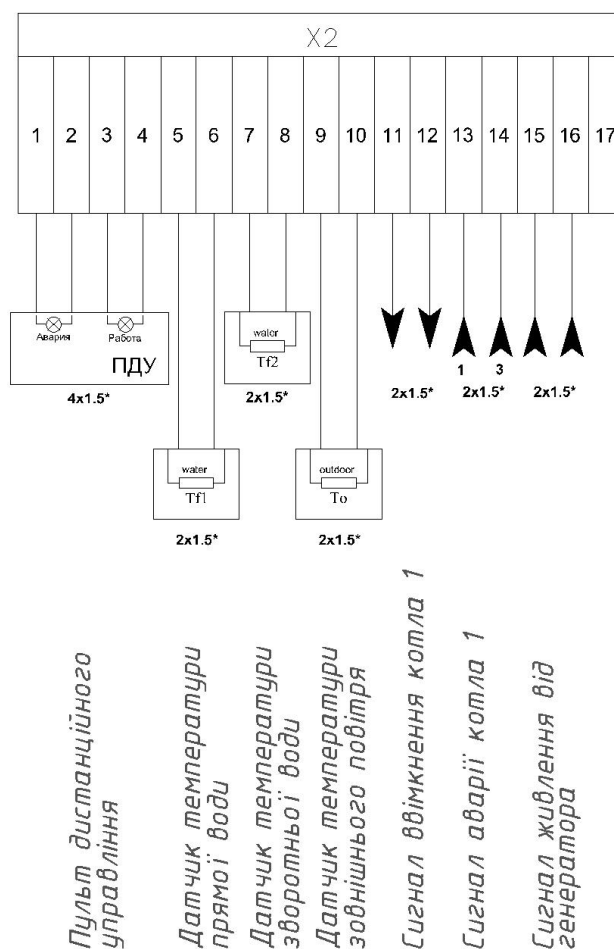 X2
1 2 3 4 5 6 7 8 9 10 11 12 13 14 15 16 17
Авария Работа
ПДУ
4x1.5*
water
Tf2
2x1.5*
1 3
2x1.5* 2x1.5* 2x1.5*
water
Tf1
2x1.5*
outdoor
To
2x1.5*
Пульт дистанційного
управління
Датчик температури
прямої води
Датчик температури
зворотньої води
Датчик температури
зовнішнього повітря
Сигнал ввімкнення котла 1
Сигнал аварії котла 1
Сигнал живлення від
генератора